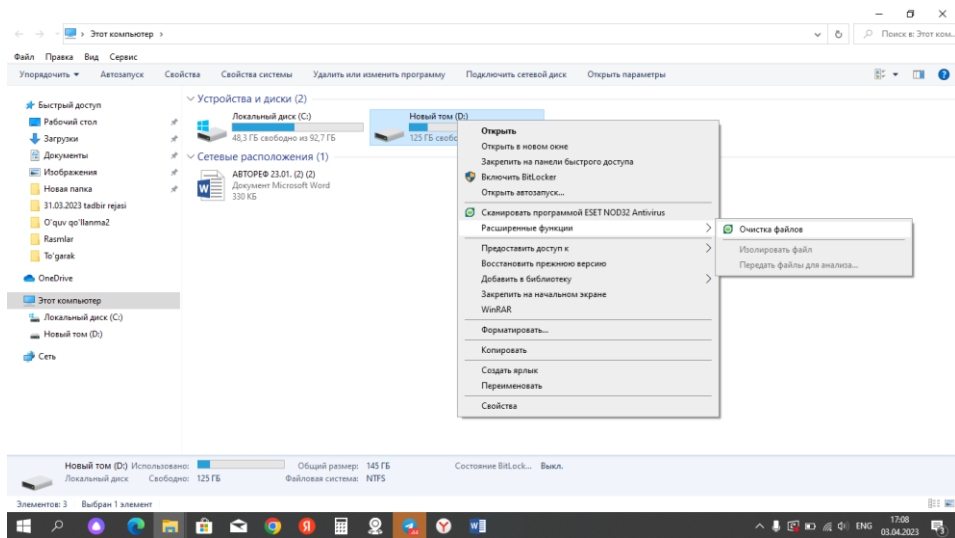 Этот компьютер
Поиск в: Этот ком...
Файл Правка Вид Сервис
Упорядочить Автозапуск Свойства Свойства системы Удалить или изменить программу Подключить сетевой диск Открыть параметры
Быстрый доступ
Рабочий стол
Загрузки
Документы
Изображения
Новая папка
31.03.2023 tadbir rejasi
O'quv qo'llanma2
Rasmlar
To'garak
OneDrive
Этот компьютер
Локальный диск (C:)
Новый том (D:)
Сеть
Устройства и диски (2)
Локальный диск (C:)
48,3 ГБ свободно из 92,7 ГБ
Новый том (D:)
125 ГБ свобо
Сетевые расположения (1)
АВТОРЕФ 23.01. (2) (2)
Документ Microsoft Word
330 КБ
Открыть
Открыть в новом окне
Закрепить на панели быстрого доступа
Включить BitLocker
Открыть автозапуск...
Сканировать программой ESET NOD32 Antivirus
Расширенные функции
Предоставить доступ к
Восстановить прежнюю версию
Добавить в библиотеку
Закрепить на начальном экране
WinRAR
Форматировать...
Копировать
Создать ярлык
Переименовать
Свойства
Очистка файлов
Изолировать файл
Передать файлы для анализа...
Новый том (D:) Использовано: Общий размер: 145 ГБ Состояние BitLock... Выкл.
Локальный диск Свободно: 125 ГБ Файловая система: NTFS
Элементов: 3 Выбран 1 элемент
ENG
17:08
03.04.2023